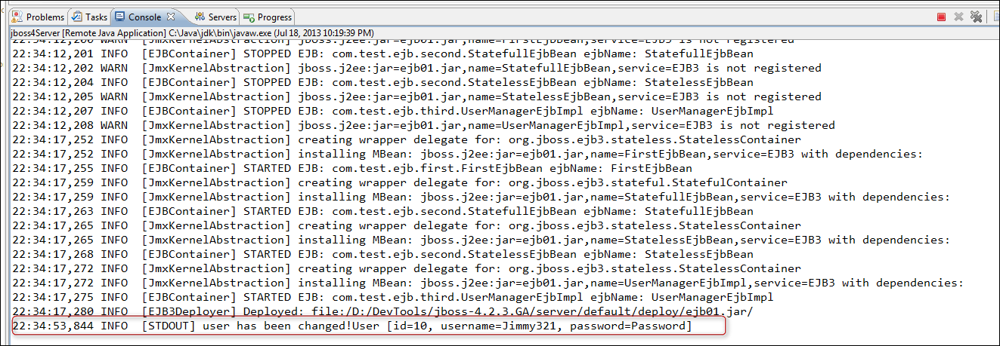 Problems Tasks Console Servers Progress
jboss4Server [Remote Java Application] C:\Java\jdk\bin\javaw.exe (Jul 18, 2013 10:19:39 PM)
22:34:12,200 WARN [JmxKernelAbstraction] jboss.j2ee:jar=ejb01.jar,name=FirstEjbBean,service=EJB3 is not registered
22:34:12,201 INFO [EJBContainer] STOPPED EJB: com.test.ejb.second.StatefullEjbBean ejbName: StatefullEjbBean
22:34:12,202 WARN [JmxKernelAbstraction] jboss.j2ee:jar=ejb01.jar,name=StatefullEjbBean,service=EJB3 is not registered
22:34:12,204 INFO [EJBContainer] STOPPED EJB: com.test.ejb.second.StatelessEjbBean ejbName: StatelessEjbBean
22:34:12,205 WARN [JmxKernelAbstraction] jboss.j2ee:jar=ejb01.jar,name=StatelessEjbBean,service=EJB3 is not registered
22:34:12,207 INFO [EJBContainer] STOPPED EJB: com.test.ejb.third.UserManagerEjbImpl ejbName: UserManagerEjbImpl
22:34:12,208 WARN [JmxKernelAbstraction] jboss.j2ee:jar=ejb01.jar,name=UserManagerEjbImpl,service=EJB3 is not registered
22:34:17,252 INFO [JmxKernelAbstraction] creating wrapper delegate for: org.jboss.ejb3.stateless.StatelessContainer
22:34:17,252 INFO [JmxKernelAbstraction] installing MBean: jboss.j2ee:jar=ejb01.jar,name=FirstEjbBean,service=EJB3 with dependencies:
22:34:17,255 INFO [EJBContainer] STARTED EJB: com.test.ejb.first.FirstEjbBean ejbName: FirstEjbBean
22:34:17,259 INFO [JmxKernelAbstraction] creating wrapper delegate for: org.jboss.ejb3.stateful.StatefulContainer
22:34:17,259 INFO [JmxKernelAbstraction] installing MBean: jboss.j2ee:jar=ejb01.jar,name=StatefullEjbBean,service=EJB3 with dependencies:
22:34:17,263 INFO [EJBContainer] STARTED EJB: com.test.ejb.second.StatefullEjbBean ejbName: StatefullEjbBean
22:34:17,265 INFO [JmxKernelAbstraction] creating wrapper delegate for: org.jboss.ejb3.stateless.StatelessContainer
22:34:17,265 INFO [JmxKernelAbstraction] installing MBean: jboss.j2ee:jar=ejb01.jar,name=StatelessEjbBean,service=EJB3 with dependencies:
22:34:17,268 INFO [EJBContainer] STARTED EJB: com.test.ejb.second.StatelessEjbBean ejbName: StatelessEjbBean
22:34:17,272 INFO [JmxKernelAbstraction] creating wrapper delegate for: org.jboss.ejb3.stateless.StatelessContainer
22:34:17,272 INFO [JmxKernelAbstraction] installing MBean: jboss.j2ee:jar=ejb01.jar,name=UserManagerEjbImpl,service=EJB3 with dependencies:
22:34:17,275 INFO [EJBContainer] STARTED EJB: com.test.ejb.third.UserManagerEjbImpl ejbName: UserManagerEjbImpl
22:34:17,280 INFO [EJB3Deployer] Deployed: file:/D:/DevTools/jboss-4.2.3.GA/server/default/deploy/ejb01.jar/
22:34:53,844 INFO [STDOUT] user has been changed!User [id=10, username=Jimmy321, password=Password]